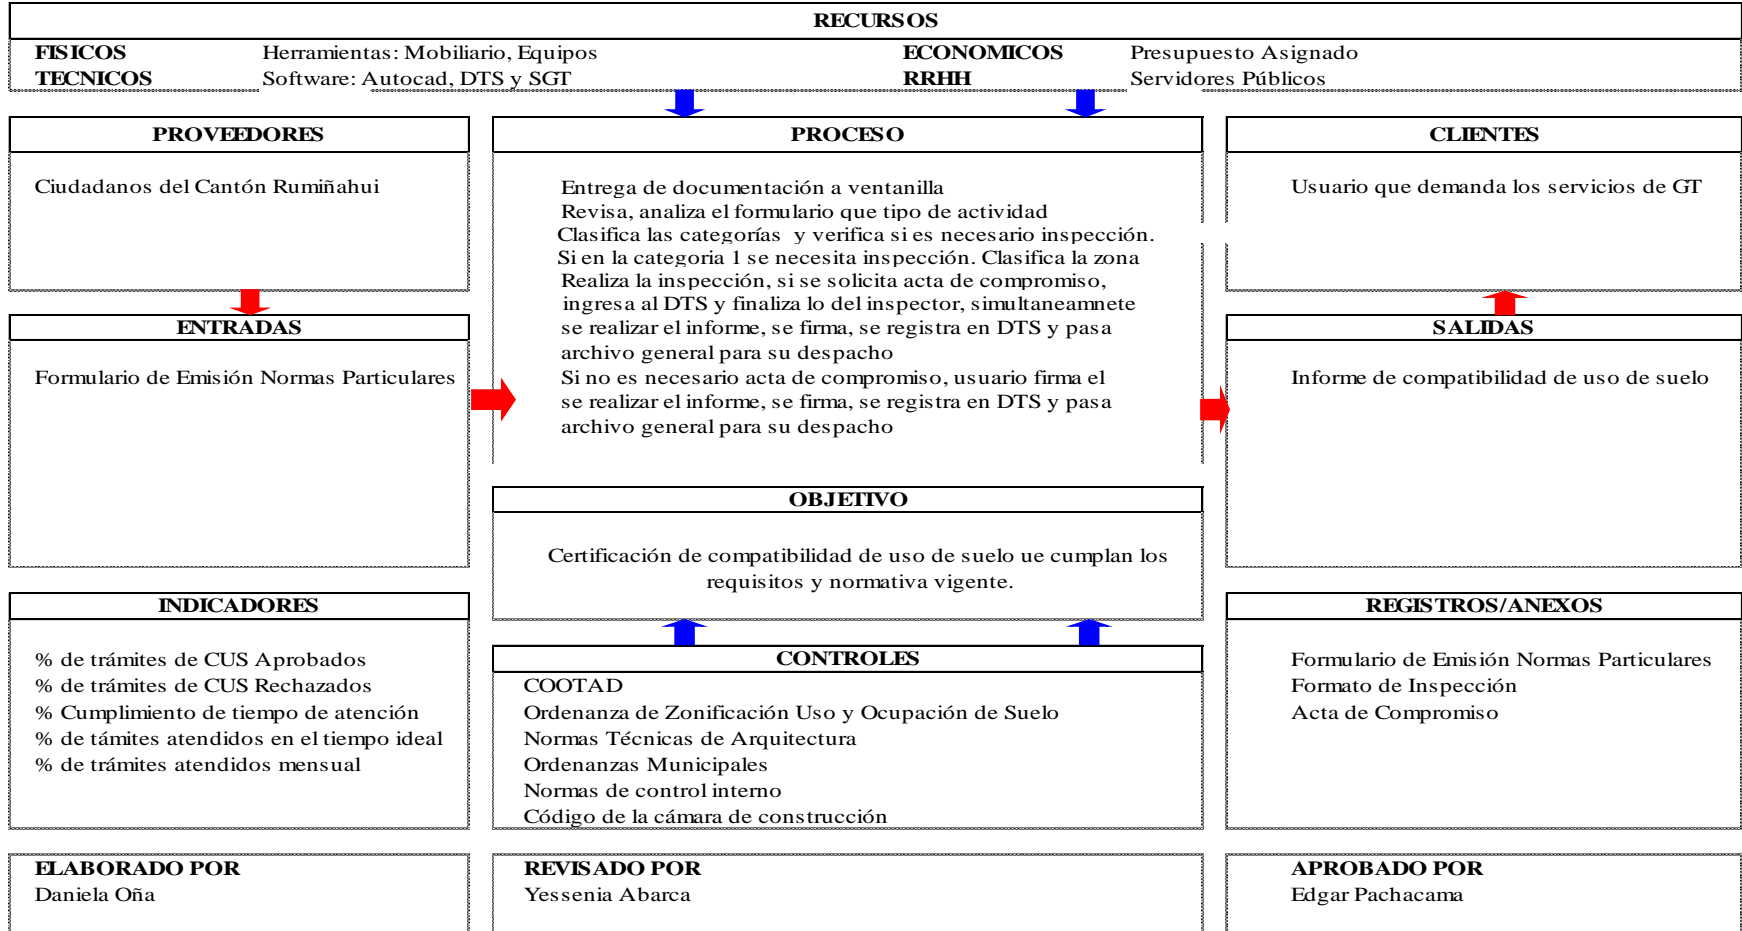 RECURSOS
FISICOS Herramientas: Mobiliario, Equipos ECONOMICOS Presupuesto Asignado
TECNICOS Software: Autocad, DTS y SGT RRHH Servidores Públicos
PROVEEDORES
Ciudadanos del Cantón Rumiñahui
ENTRADAS
Formulario de Emisión Normas Particulares
PROCESO
Entrega de documentación a ventanilla
Revisa, analiza el formulario que tipo de actividad
Clasifica las categorías y verifica si es necesario inspección.
Si en la categoria 1 se necesita inspección. Clasifica la zona
Realiza la inspección, si se solicita acta de compromiso,
ingresa al DTS y finaliza lo del inspector, simultaneamnete
se realizar el informe, se firma, se registra en DTS y pasa
archivo general para su despacho
Si no es necesario acta de compromiso, usuario firma el
se realizar el informe, se firma, se registra en DTS y pasa
archivo general para su despacho
CLIENTES
Usuario que demanda los servicios de GT
SALIDAS
Informe de compatibilidad de uso de suelo
OBJETIVO
Certificación de compatibilidad de uso de suelo ue cumplan los
requisitos y normativa vigente.
INDICADORES
% de trámites de CUS Aprobados
% de trámites de CUS Rechazados
% Cumplimiento de tiempo de atención
% de támites atendidos en el tiempo ideal
% de trámites atendidos mensual
CONTROLES
COOTAD
Ordenanza de Zonificación Uso y Ocupación de Suelo
Normas Técnicas de Arquitectura
Ordenanzas Municipales
Normas de control interno
Código de la cámara de construcción
REGISTROS/ANEXOS
Formulario de Emisión Normas Particulares
Formato de Inspección
Acta de Compromiso
ELABORADO POR
Daniela Oña
REVISADO POR
Yessenia Abarca
APROBADO POR
Edgar Pachacama